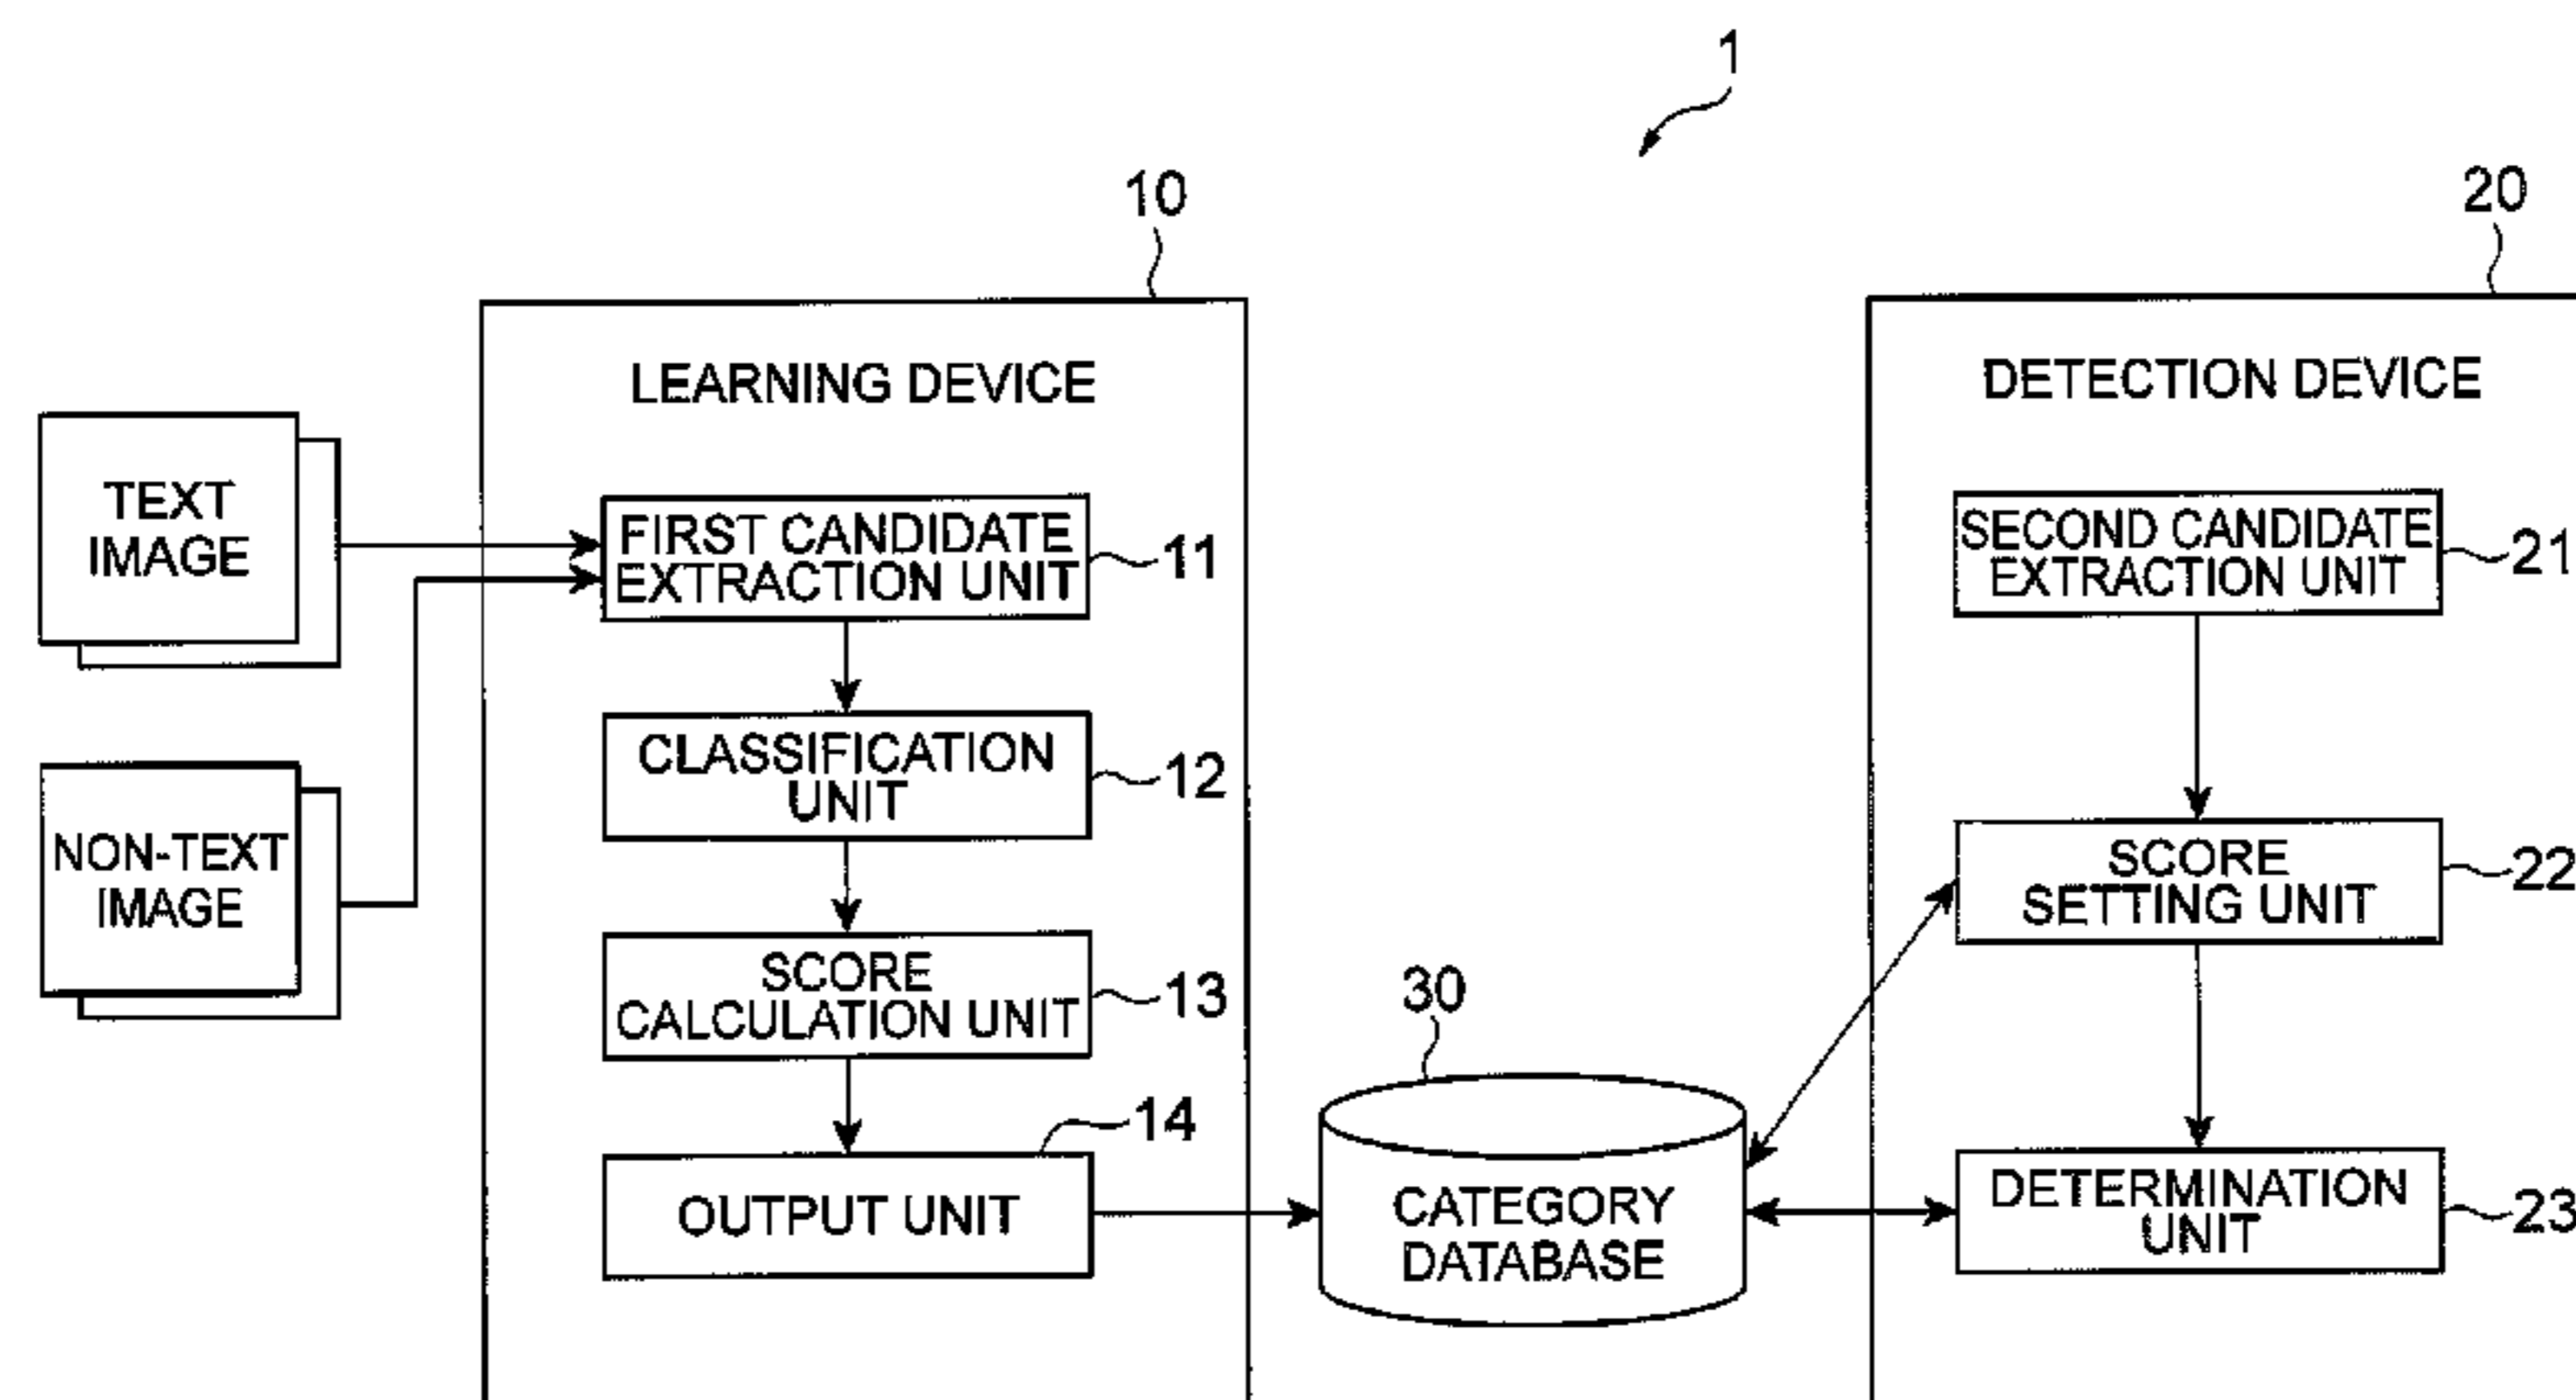 1
10
20
LEARNING DEVICE
DETECTION DEVICE
TEXT
IMAGE
NON-TEXT
IMAGE
FIRST CANDIDATE
EXTRACTION UNIT
11
CLASSIFICATION
UNIT
12
SCORE
CALCULATION UNIT
13
14
OUTPUT UNIT
30
CATEGORY
DATABASE
SECOND CANDIDATE
EXTRACTION UNIT
21
SCORE
SETTING UNIT
22
DETERMINATION
UNIT
23